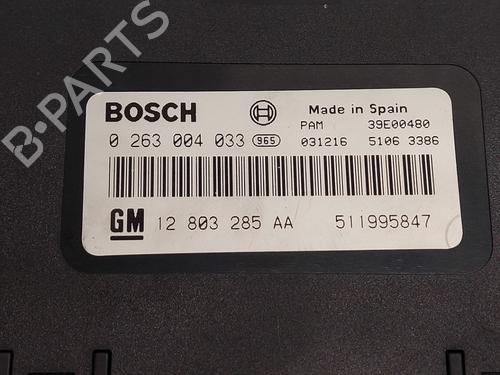 B-PARTS
BOSCH
Made in Spain
0 263 004 033 965
PAM 39E00480
031216 5106 3386
GM 12 803 285 AA 511995847